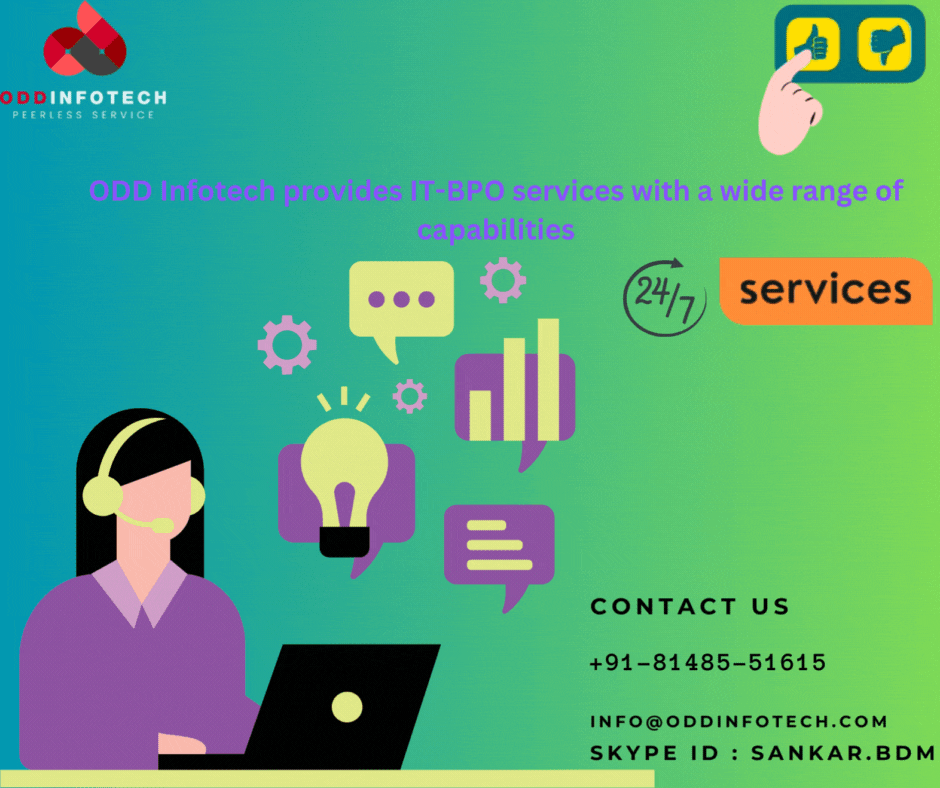 ODDINFOTECH
PEERLESS SERVICE
ODD Infotech provides IT-BPO services with a wide range of
capabilities
24/7
services
CONTACT US
+91-81485-51615
INFO@ODDINFOTECH.COM
SKYPE ID : SANKAR.BDM